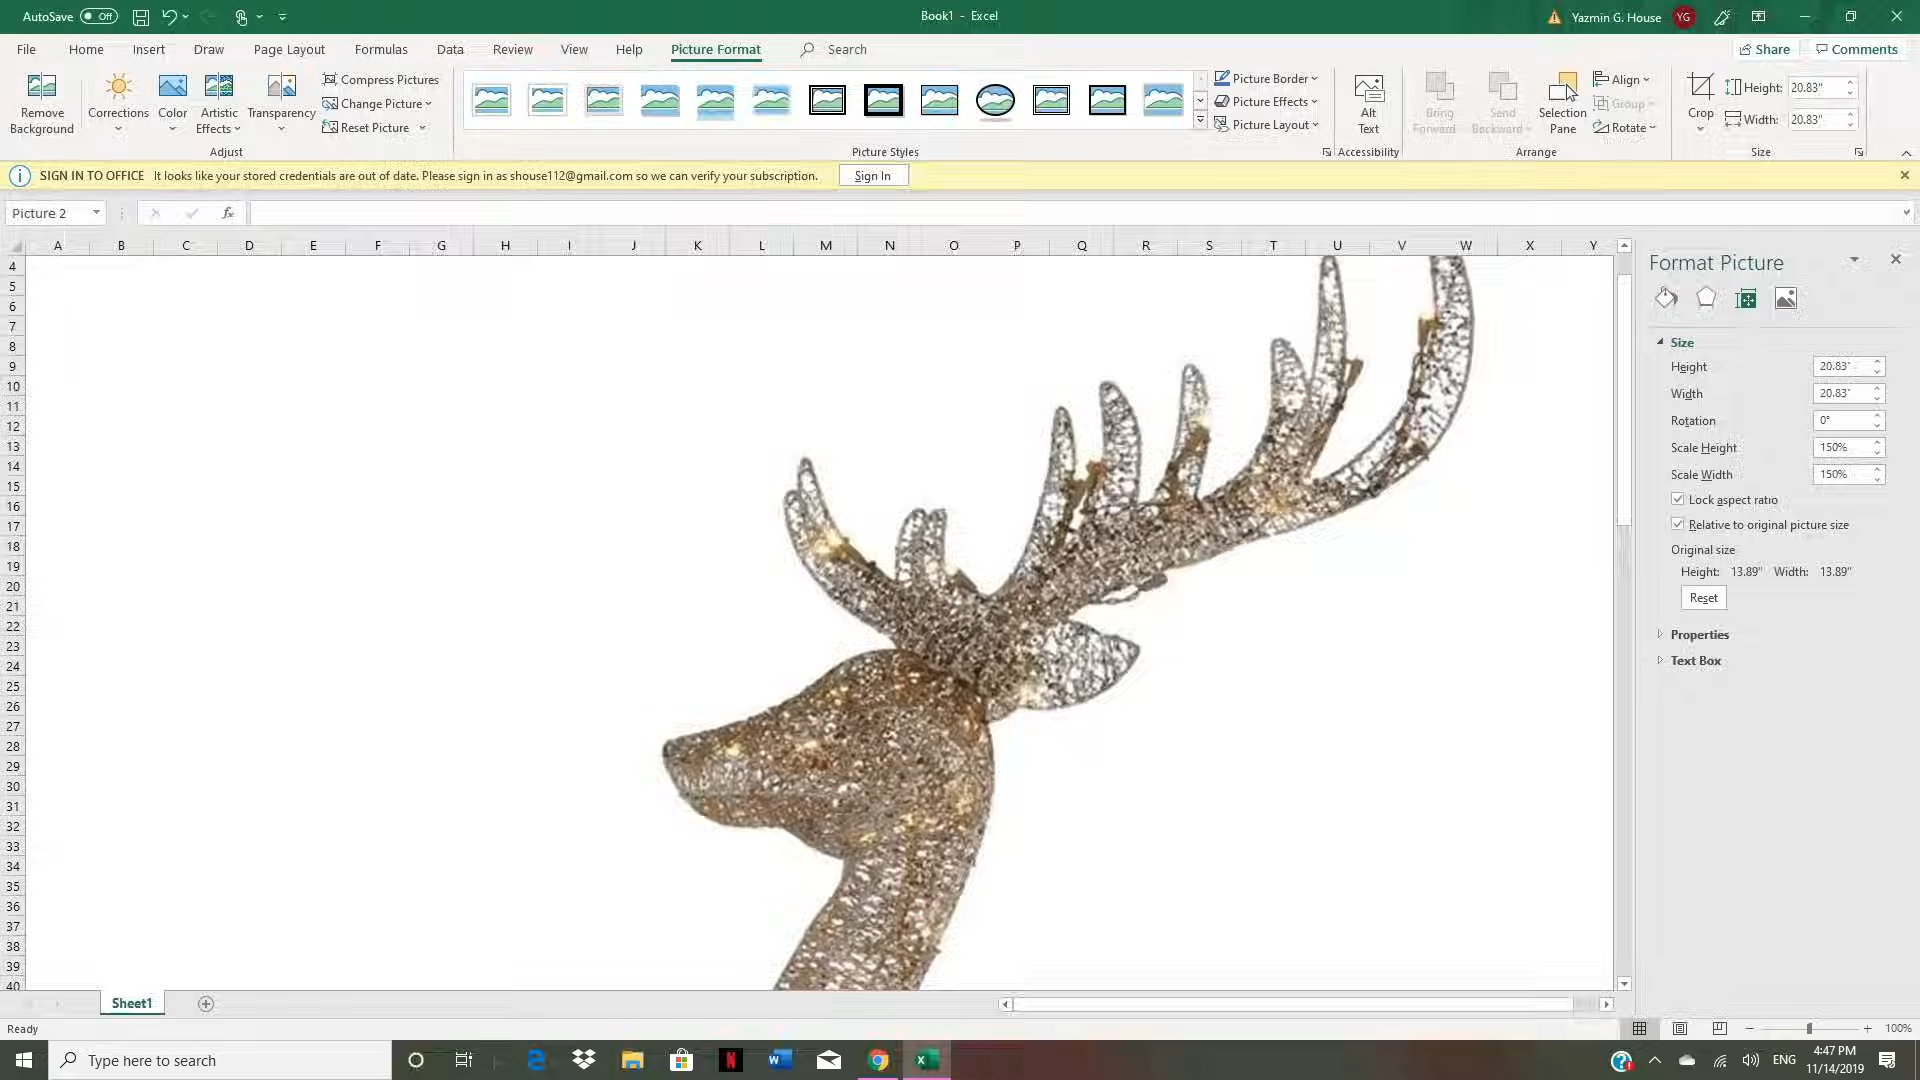 AutoSave Off
Book1 - Excel
Yazmin G. House YG
File Home Insert Draw Page Layout Formulas Data Review View Help Picture Format Search
Share Comments
Remove Background
Corrections
Color
Artistic Effects
Transparency
Compress Pictures
Change Picture
Reset Picture
Adjust
Picture Styles
Picture Border
Picture Effects
Picture Layout
Alt Text
Accessibility
Bring Forward
Send Backward
Selection Pane
Align
Group
Rotate
Arrange
Crop
Height: 20.83"
Width: 20.83"
Size
SIGN IN TO OFFICE It looks like your stored credentials are out of date. Please sign in as shouse112@gmail.com so we can verify your subscription. Sign In
Picture 2 fx
A B C D E F G H I J K L M N O P Q R S T U V W X Y
4
5
6
7
8
9
10
11
12
13
14
15
16
17
18
19
20
21
22
23
24
25
26
27
28
29
30
31
32
33
34
35
36
37
38
39
40
Format Picture
Size
Height 20.83"
Width 20.83"
Rotation 0°
Scale Height 150%
Scale Width 150%
Lock aspect ratio
Relative to original picture size
Original size
Height: 13.89" Width: 13.89"
Reset
Properties
Text Box
Sheet1
Ready
100%
Type here to search
ENG
4:47 PM
11/14/2019